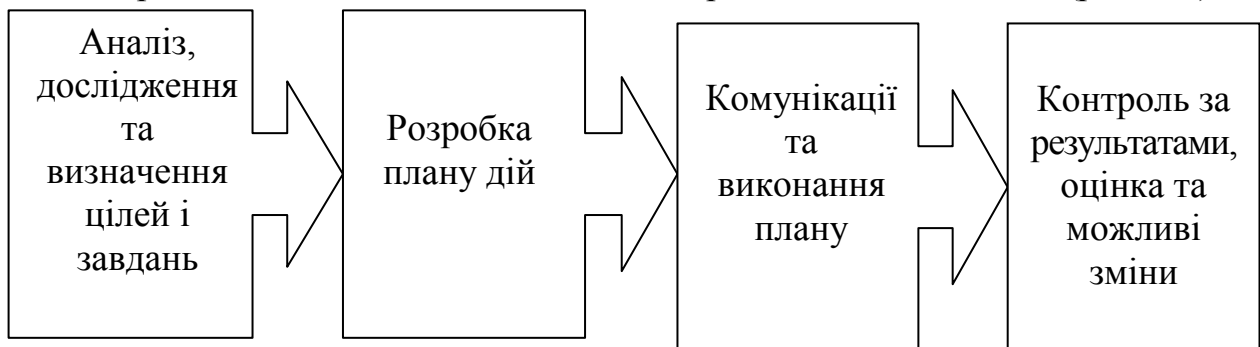 Аналіз,
дослідження
та
визначення
цілей і
завдань
Розробка
плану дій
Комунікації
та
виконання
плану
Контроль за
результатами,
оцінка та
можливі
зміни